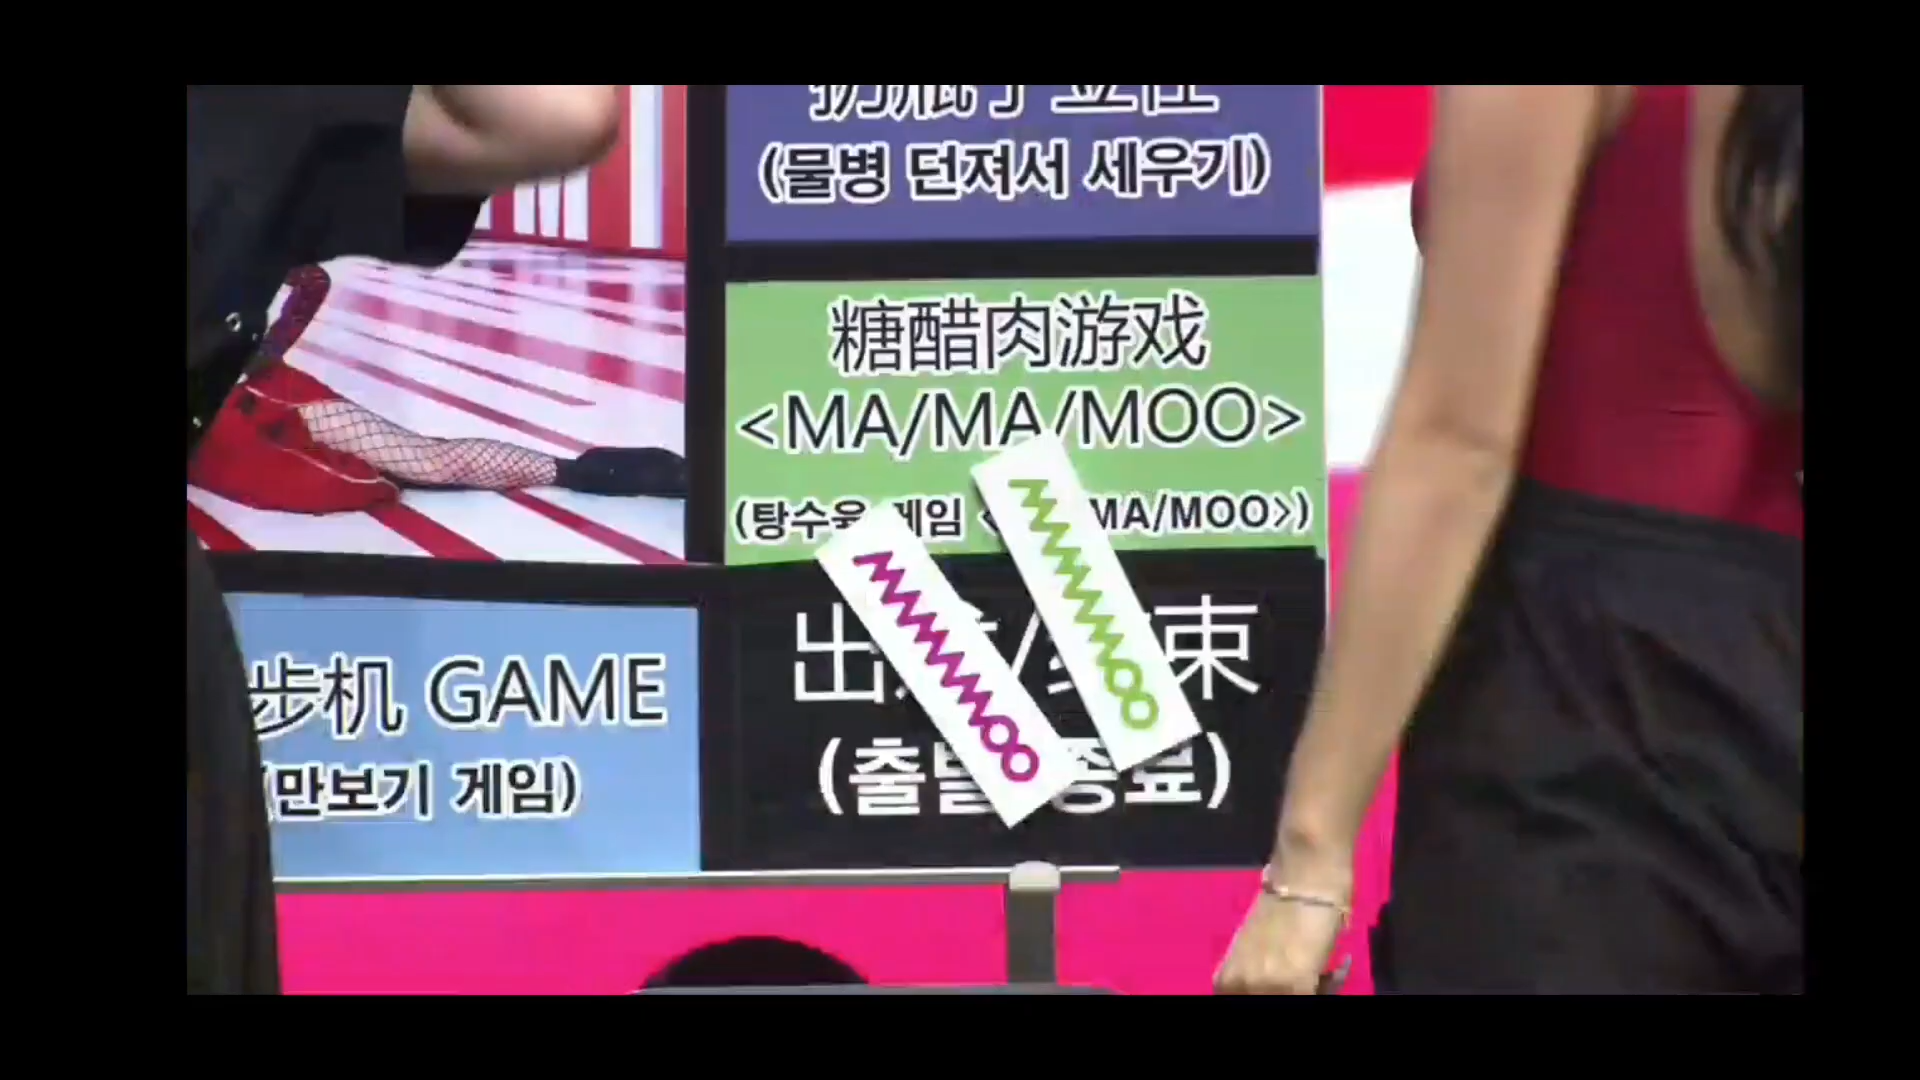 (물병 던져서 세우기)
糖醋肉游戏
<MA/MA/MOO>
(탕수육 게임 < MA/MOO>)
MAMAMOO
MAMAMOO
步机 GAME
(만보기 게임)
出 / 束
(출발 종료)